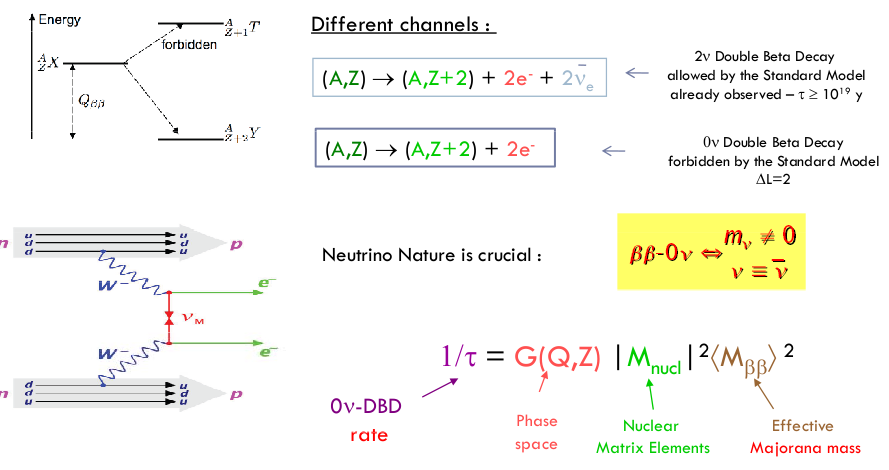 Energy
A Z+1 T
forbidden
A Z X
Qββ
A Z+2 Y
Different channels :
(A,Z) → (A,Z+2) + 2e- + 2ν̄e
2ν Double Beta Decay
allowed by the Standard Model
already observed – τ ≥ 10¹⁹ y
(A,Z) → (A,Z+2) + 2e-
0ν Double Beta Decay
forbidden by the Standard Model
ΔL=2
n u u p
d d
d u
W− e−
νM
W− e−
n d u p
d d
u u
Neutrino Nature is crucial :
ββ-0ν ⇔ mν ≠ 0
ν ≡ ν̄
1/τ = G(Q,Z) |Mnucl|²⟨Mββ⟩²
0ν-DBD
rate
Phase
space
Nuclear
Matrix Elements
Effective
Majorana mass